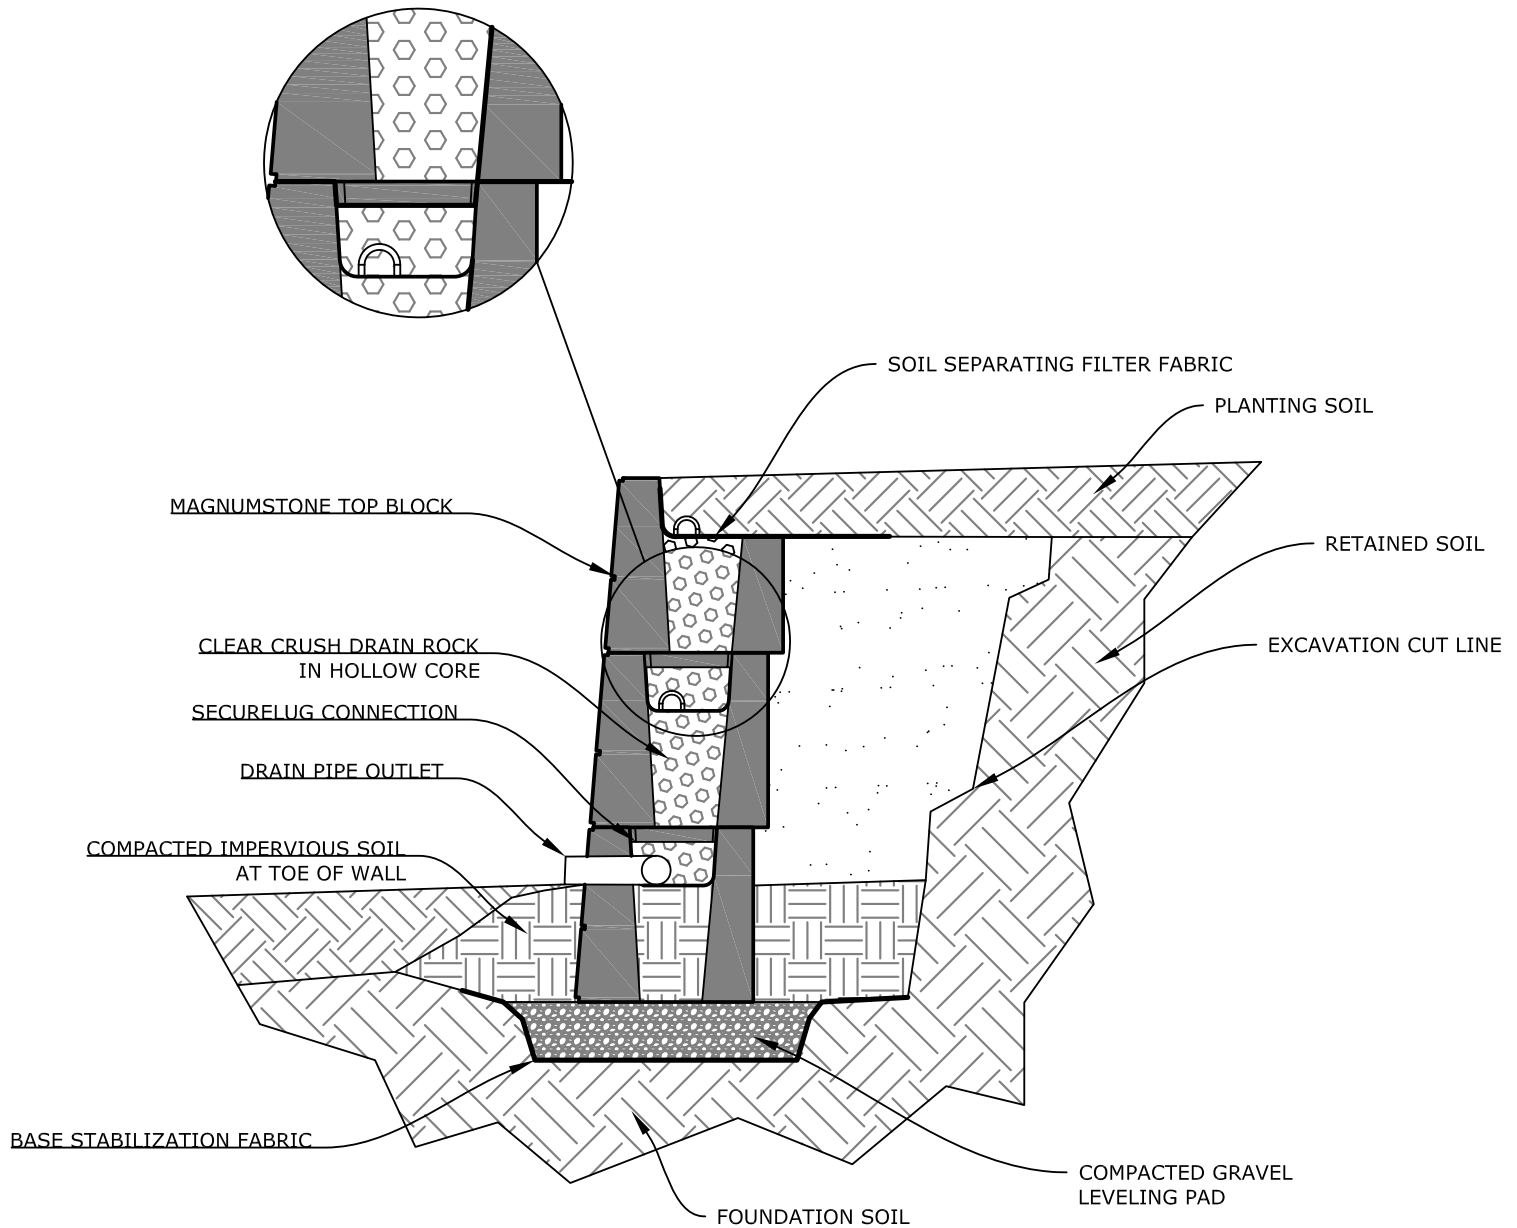 SOIL SEPARATING FILTER FABRIC
PLANTING SOIL
MAGNUMSTONE TOP BLOCK
RETAINED SOIL
CLEAR CRUSH DRAIN ROCK
IN HOLLOW CORE
EXCAVATION CUT LINE
SECURELUG CONNECTION
DRAIN PIPE OUTLET
COMPACTED IMPERVIOUS SOIL
AT TOE OF WALL
BASE STABILIZATION FABRIC
COMPACTED GRAVEL
LEVELING PAD
FOUNDATION SOIL